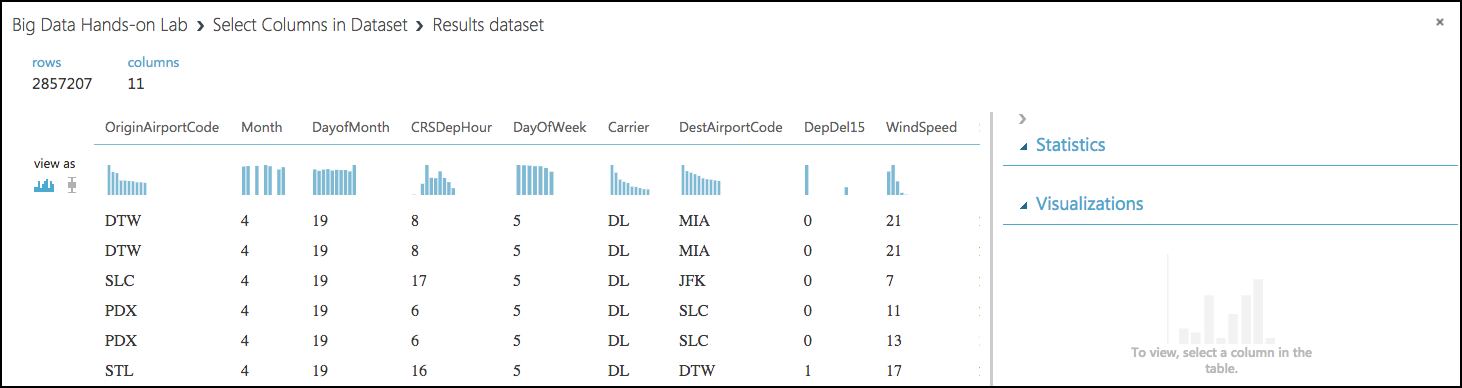 Big Data Hands-on Lab › Select Columns in Dataset › Results dataset ×
rows columns
2857207 11
OriginAirportCode Month DayofMonth CRSDepHour DayOfWeek Carrier DestAirportCode DepDel15 WindSpeed
view as
DTW 4 19 8 5 DL MIA 0 21
DTW 4 19 8 5 DL MIA 0 21
SLC 4 19 17 5 DL JFK 0 7
PDX 4 19 6 5 DL SLC 0 11
PDX 4 19 6 5 DL SLC 0 13
STL 4 19 16 5 DL DTW 1 17
Statistics
Visualizations
To view, select a column in the
table.